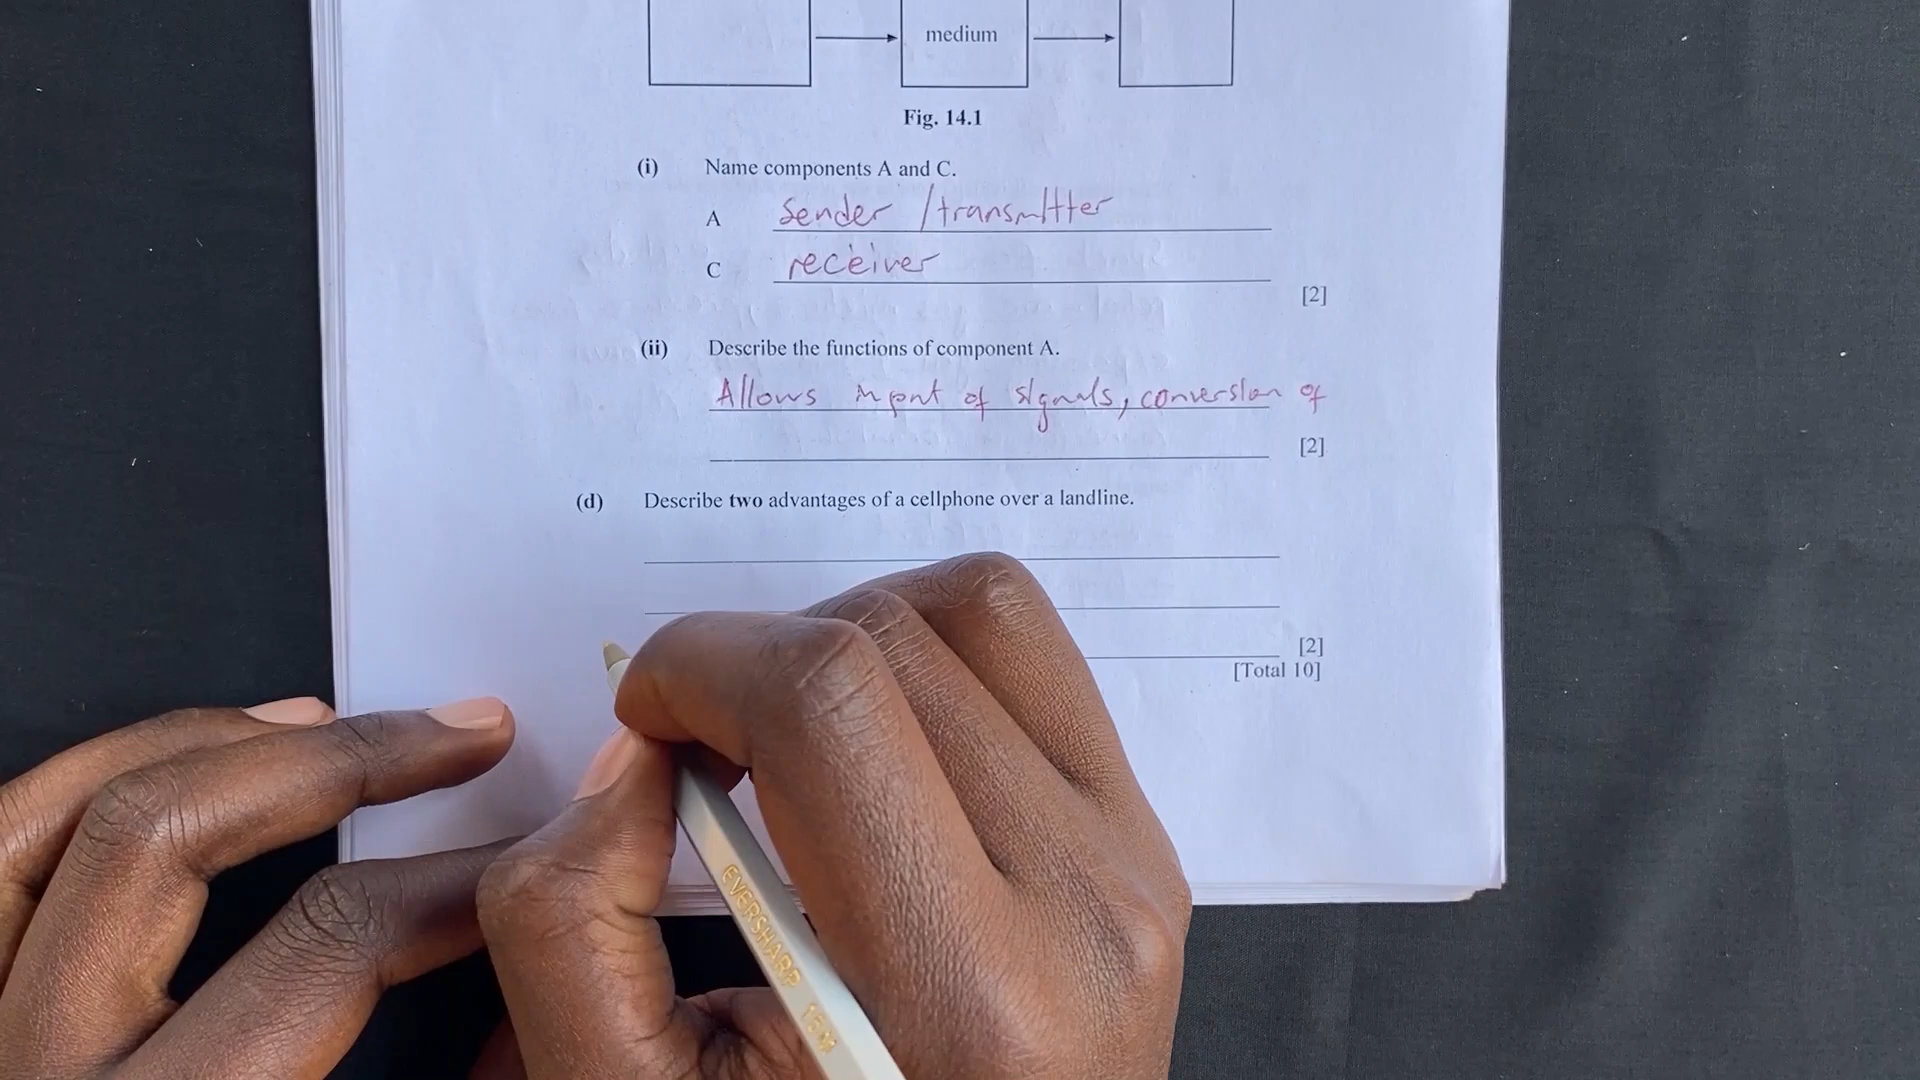 medium
Fig. 14.1
(i) Name components A and C.
A sender /transmitter
C receiver
[2]
(ii) Describe the functions of component A.
Allows input of signals, conversion of
[2]
(d) Describe two advantages of a cellphone over a landline.
[2]
[Total 10]
EVERSHARP 15M